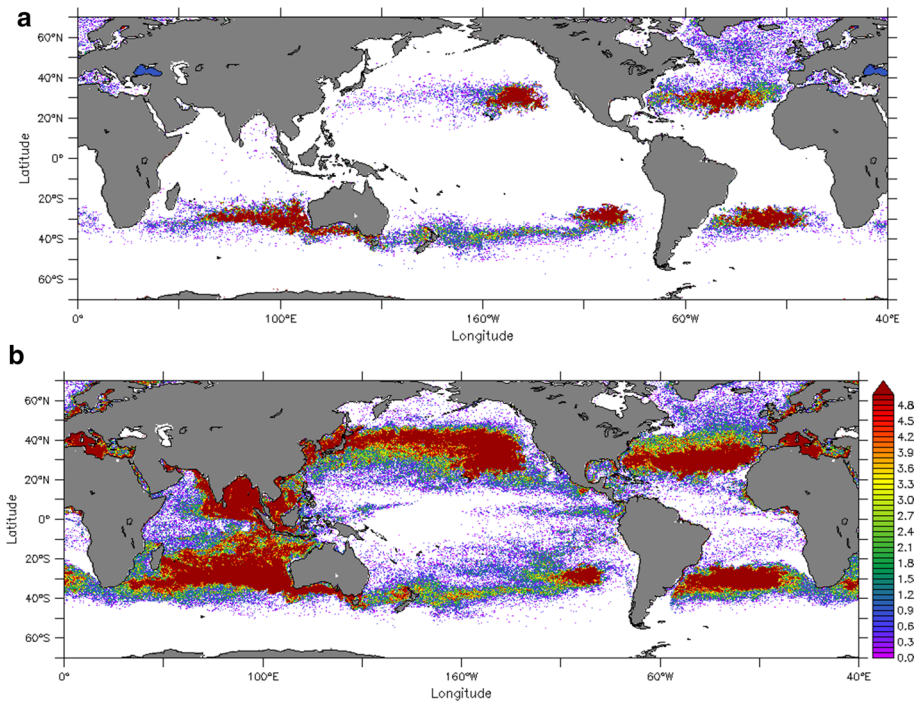 a
60°N
40°N
20°N
0°
20°S
40°S
60°S
Latitude
0° 100°E 160°W 60°W 40°E
Longitude
b
60°N
40°N
20°N
0°
20°S
40°S
60°S
Latitude
0° 100°E 160°W 60°W 40°E
Longitude
4.8
4.5
4.2
3.9
3.6
3.3
3.0
2.7
2.4
2.1
1.8
1.5
1.2
0.9
0.6
0.3
0.0